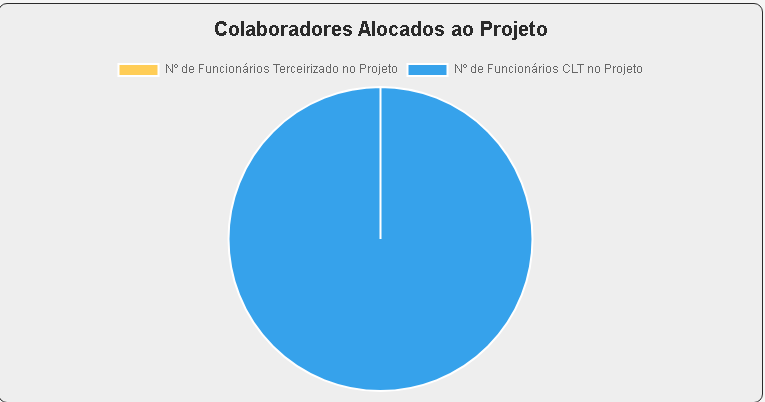 Colaboradores Alocados ao Projeto
Nº de Funcionários Terceirizado no Projeto Nº de Funcionários CLT no Projeto